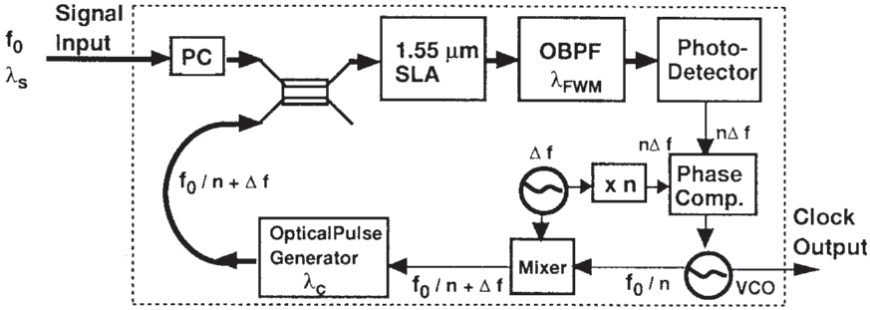 Signal
Input
f0
λs
PC
1.55 μm
SLA
OBPF
λFWM
Photo-
Detector
nΔf
nΔf
Δf
x n
Phase
Comp.
f0 / n + Δf
OpticalPulse
Generator
λc
Mixer
f0 / n + Δf
f0 / n
VCO
Clock
Output